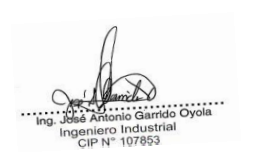 Ing. José Antonio Garrido Oyola
Ingeniero Industrial
CIP N° 107853